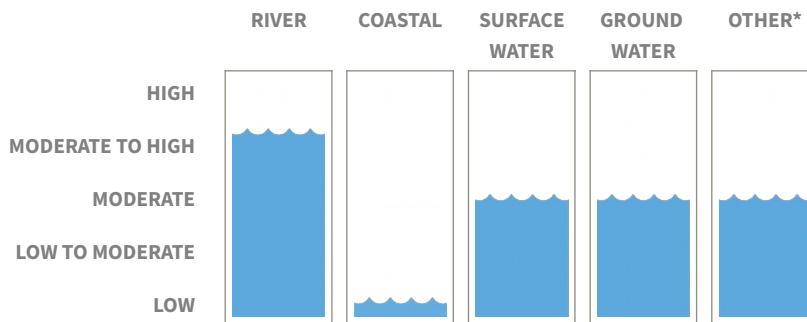 RIVER
COASTAL
SURFACE
WATER
GROUND
WATER
OTHER*
HIGH
MODERATE TO HIGH
MODERATE
LOW TO MODERATE
LOW